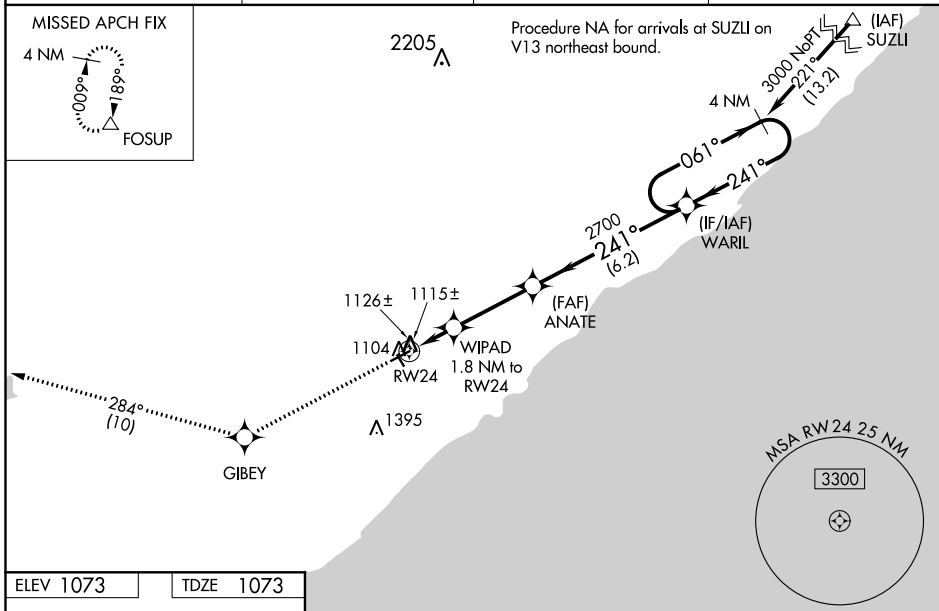 MISSED APCH FIX
4 NM
009°
189°
FOSUP
2205
Procedure NA for arrivals at SUZLI on
V13 northeast bound.
(IAF)
SUZLI
3000 NoPT
221°
(13.2)
4 NM
061°
241°
(IF/IAF)
WARIL
2700
241°
(6.2)
(FAF)
ANATE
1126±
1115±
1104
RW24
WIPAD
1.8 NM to
RW24
1395
284°
(10)
GIBEY
MSA RW24 25 NM
3300
ELEV 1073
TDZE 1073